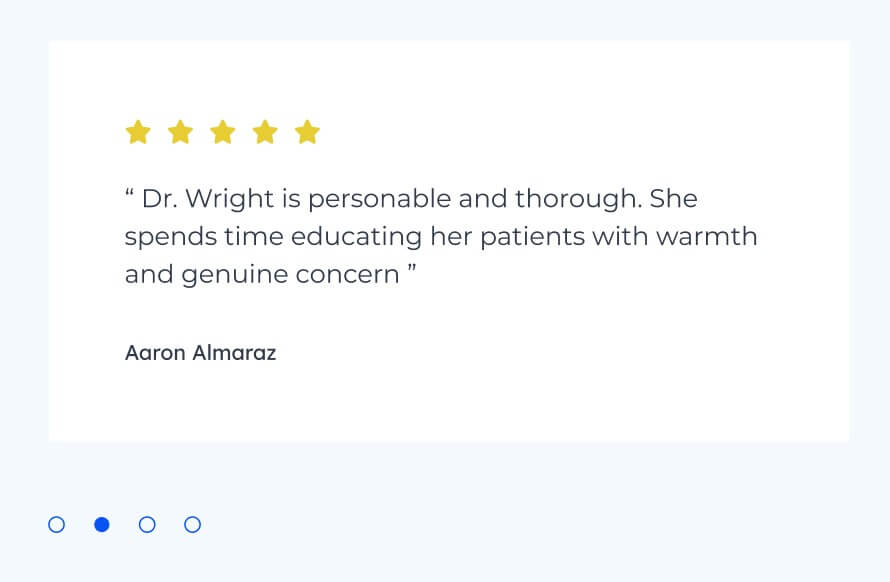 “ Dr. Wright is personable and thorough. She
spends time educating her patients with warmth
and genuine concern ”
Aaron Almaraz